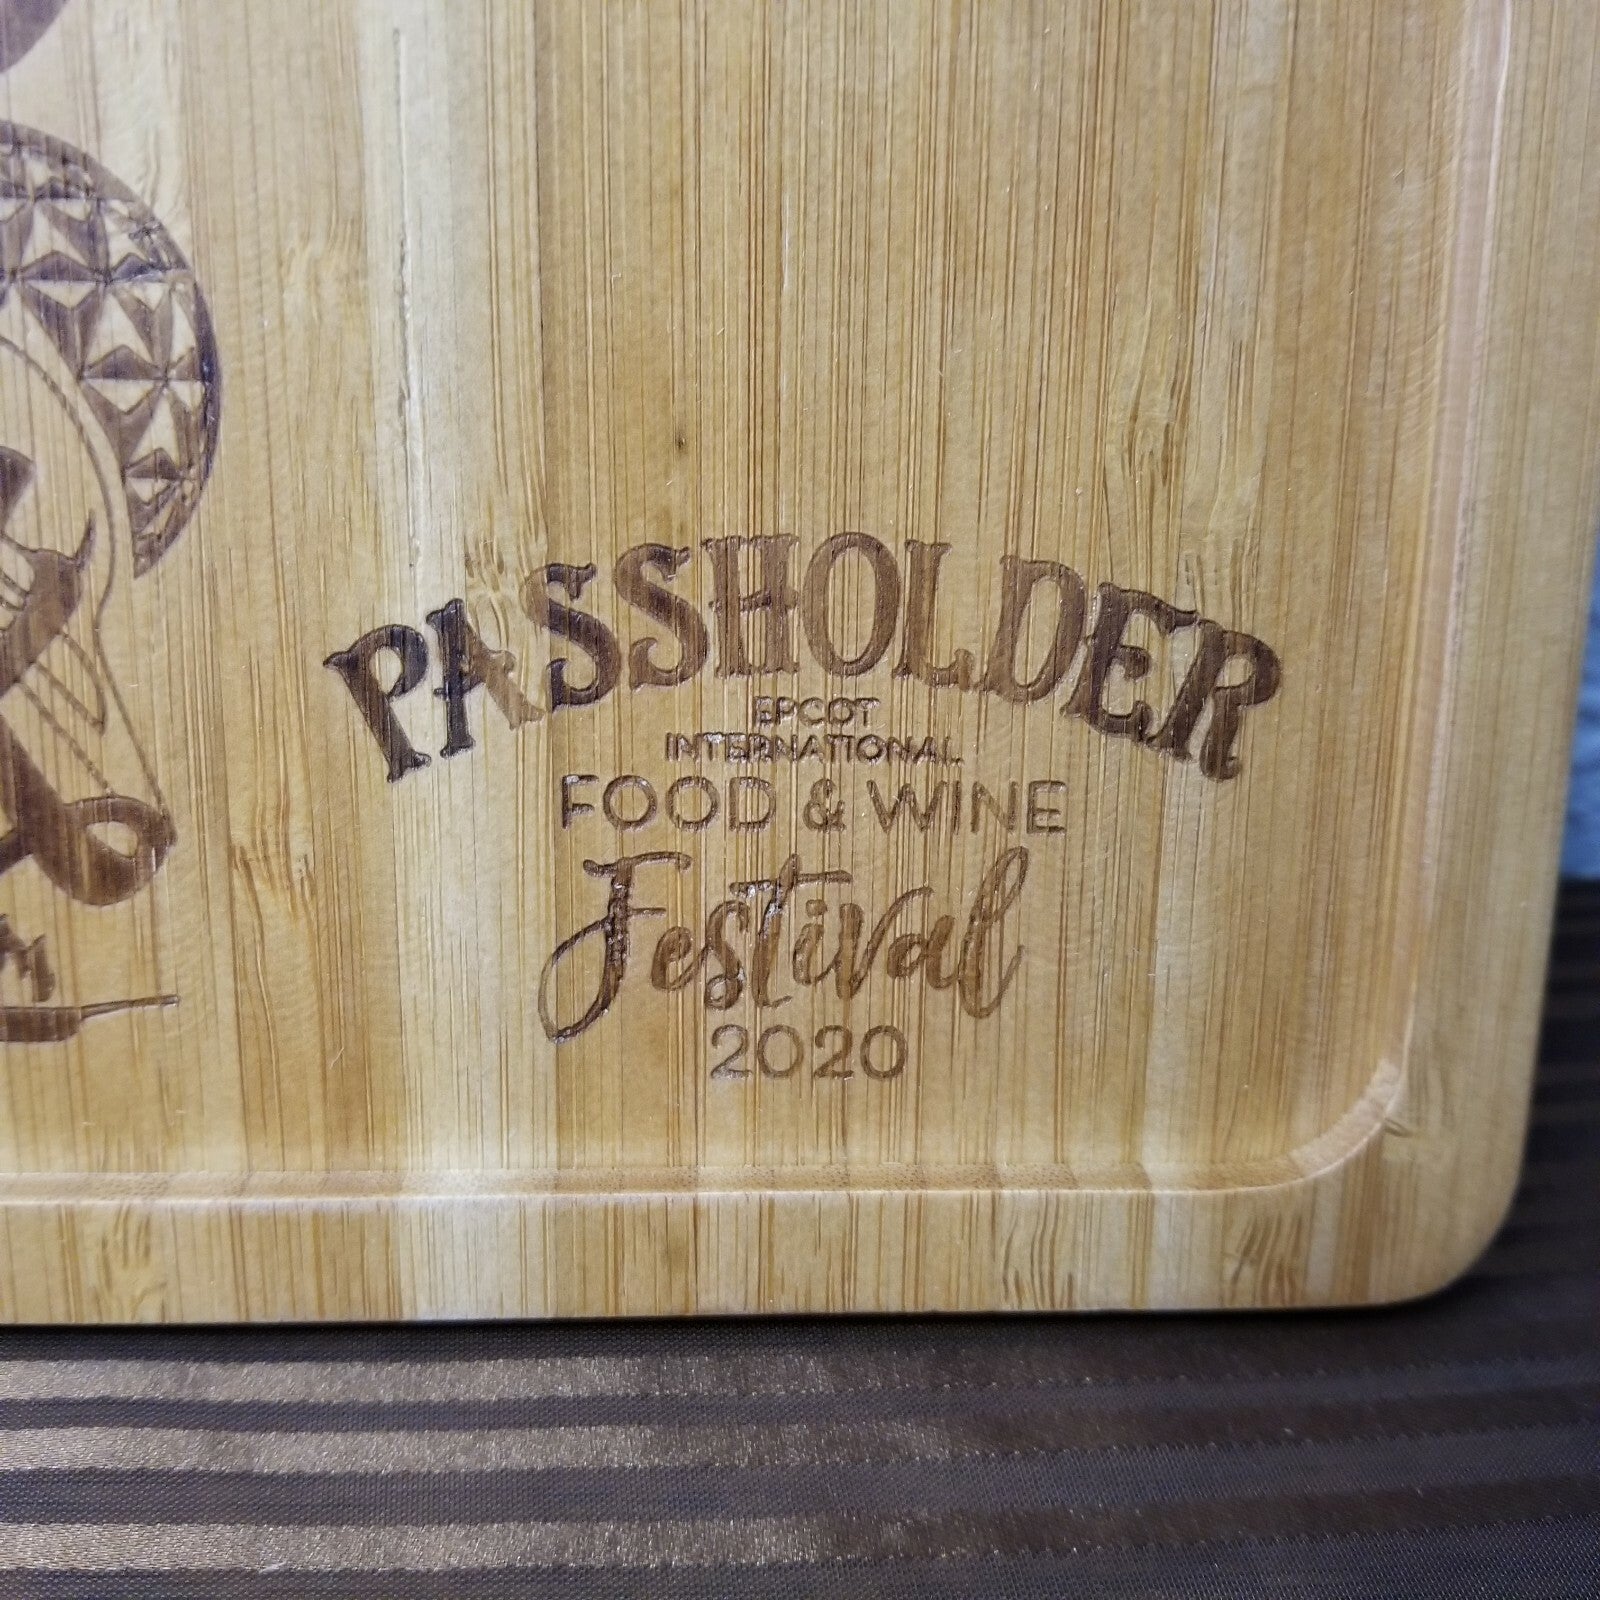 PASSHOLDER
EPCOT
INTERNATIONAL
FOOD & WINE
Festival
2020